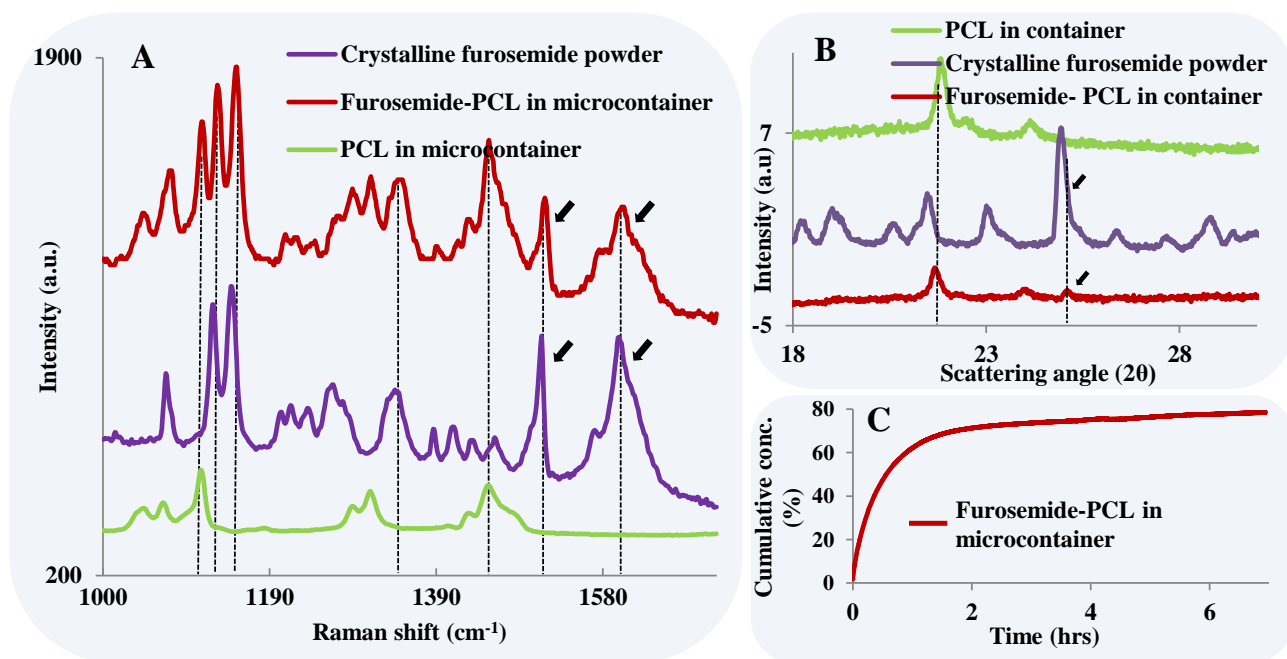 A
Crystalline furosemide powder
Furosemide-PCL in microcontainer
PCL in microcontainer
1900
200
Intensity (a.u.)
1000 1190 1390 1580
Raman shift (cm-1)
B
PCL in container
Crystalline furosemide powder
Furosemide- PCL in container
7
-5
Intensity (a.u)
18 23 28
Scattering angle (2θ)
C
80
60
40
20
0
Cumulative conc.
(%)
Furosemide-PCL in
microcontainer
0 2 4 6
Time (hrs)